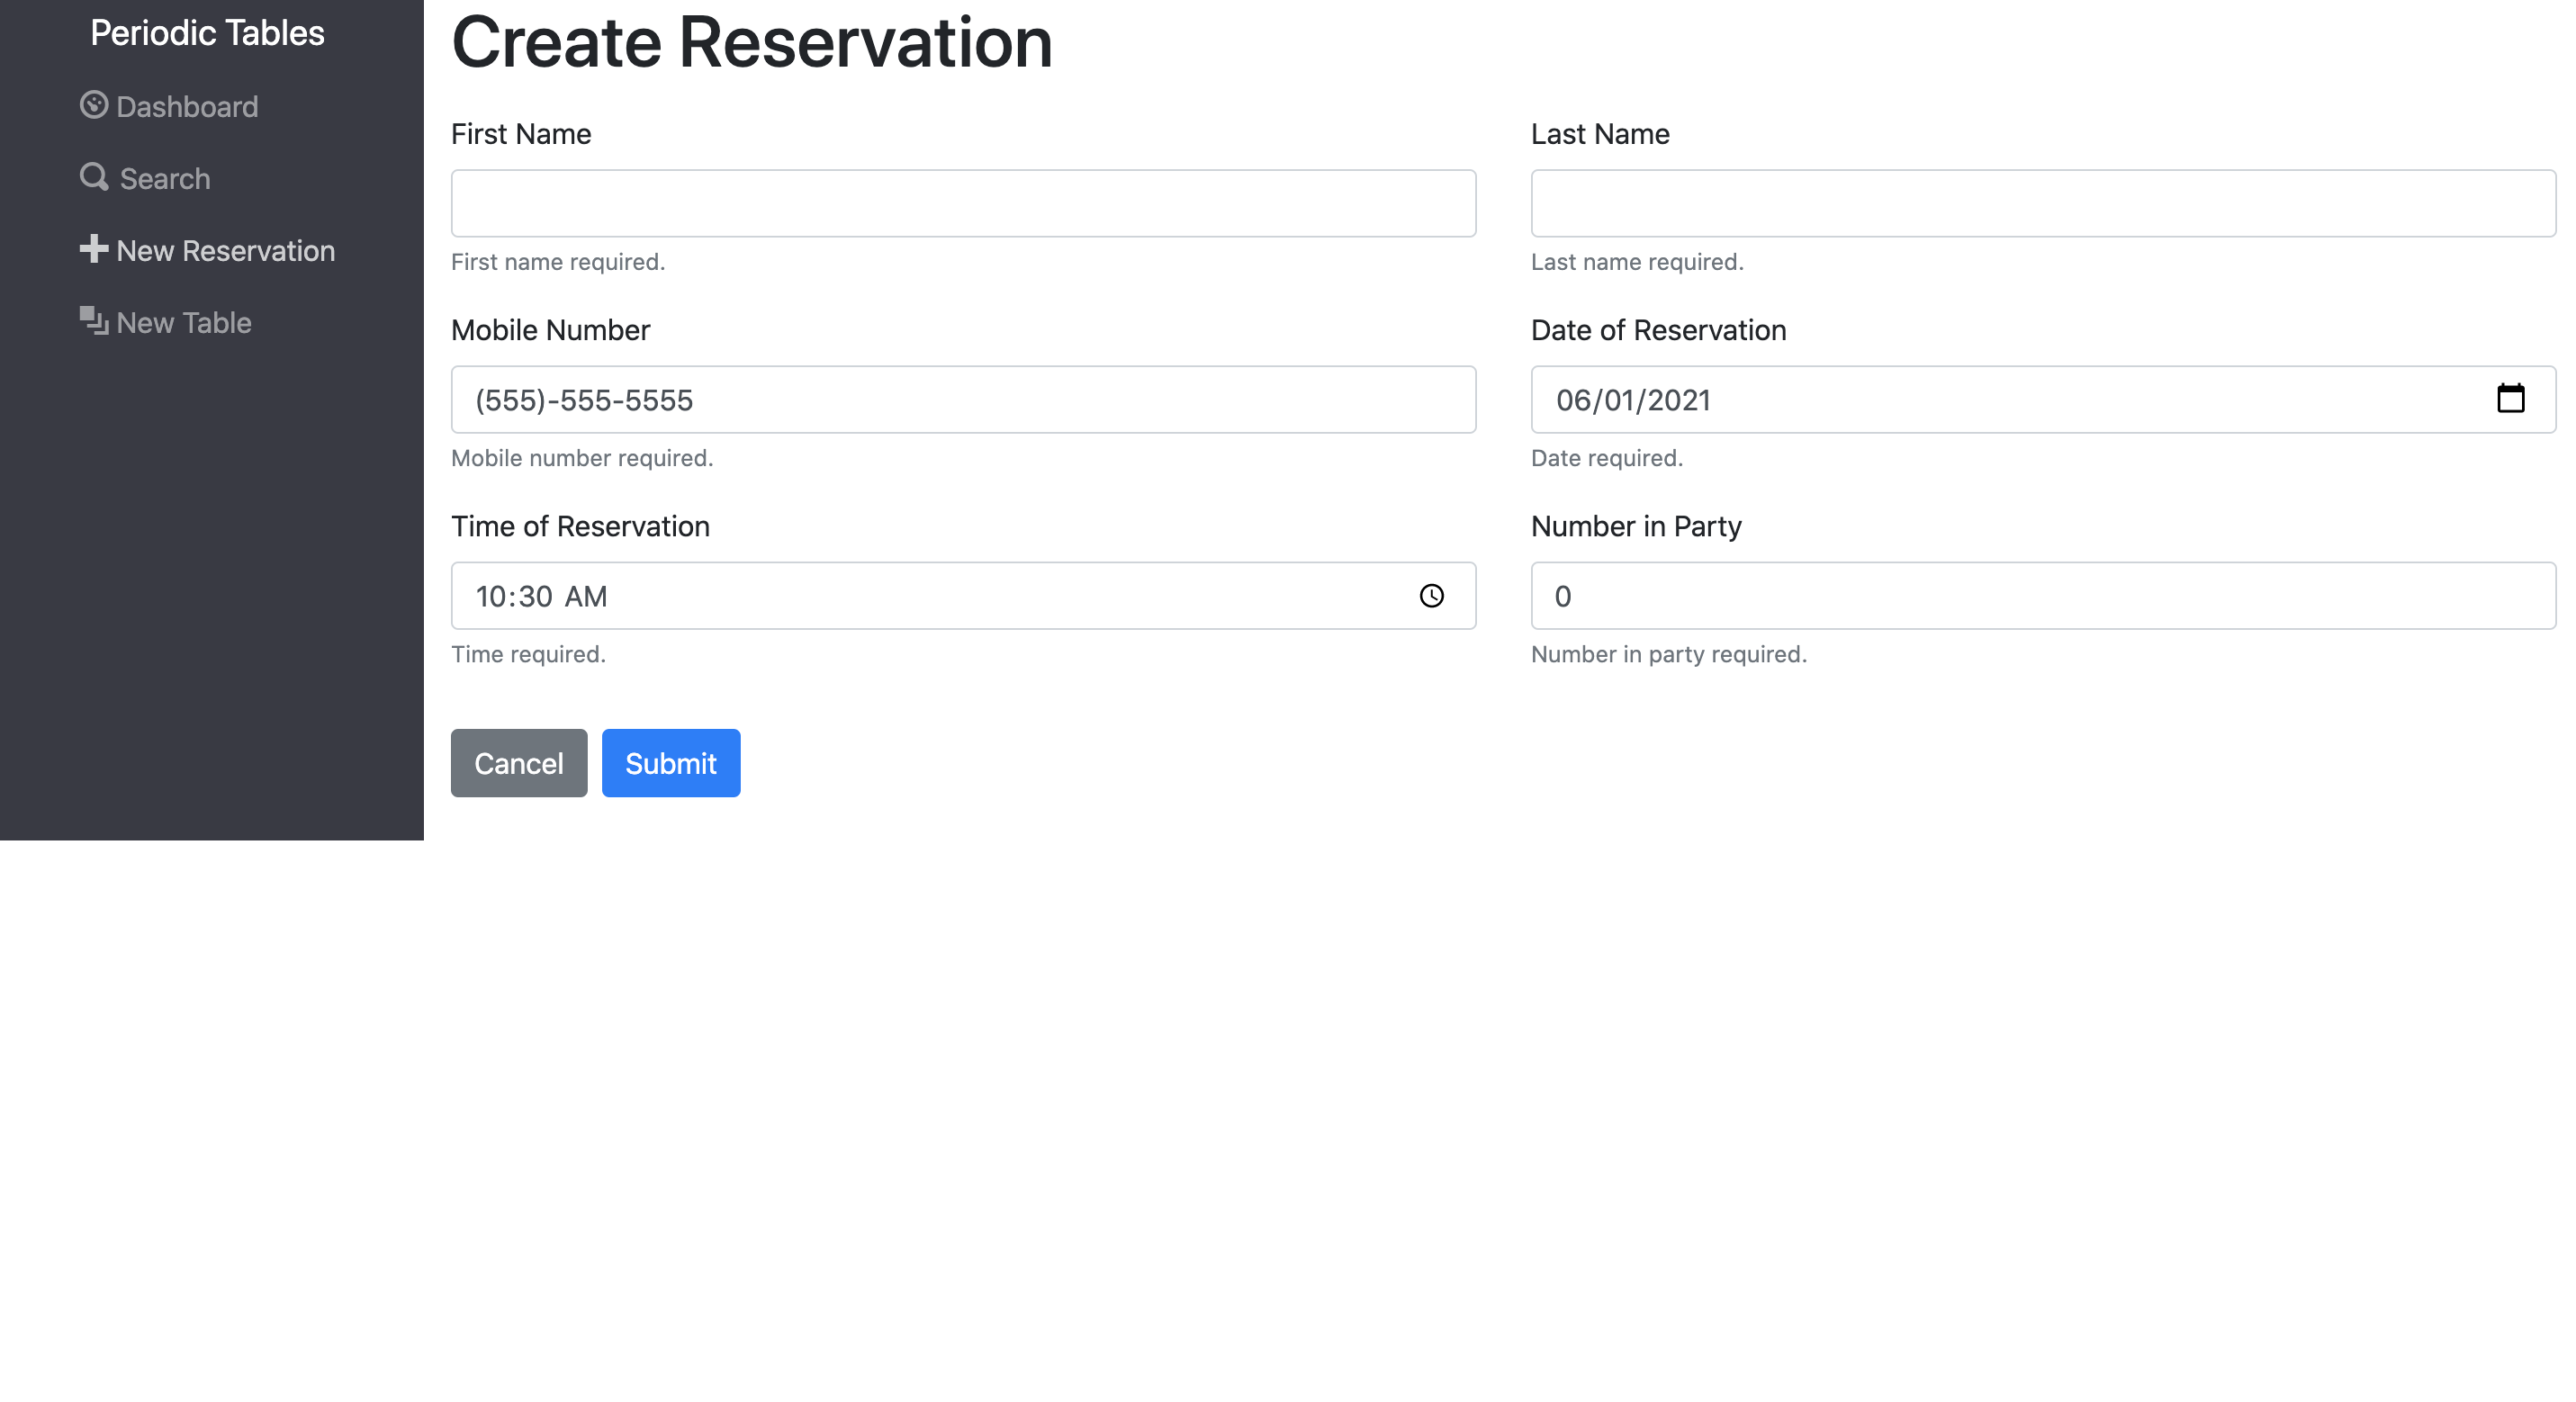 Periodic Tables
Dashboard
Search
New Reservation
New Table
Create Reservation
First Name
First name required.
Last Name
Last name required.
Mobile Number
(555)-555-5555
Mobile number required.
Date of Reservation
06/01/2021
Date required.
Time of Reservation
10:30 AM
Time required.
Number in Party
0
Number in party required.
Cancel
Submit